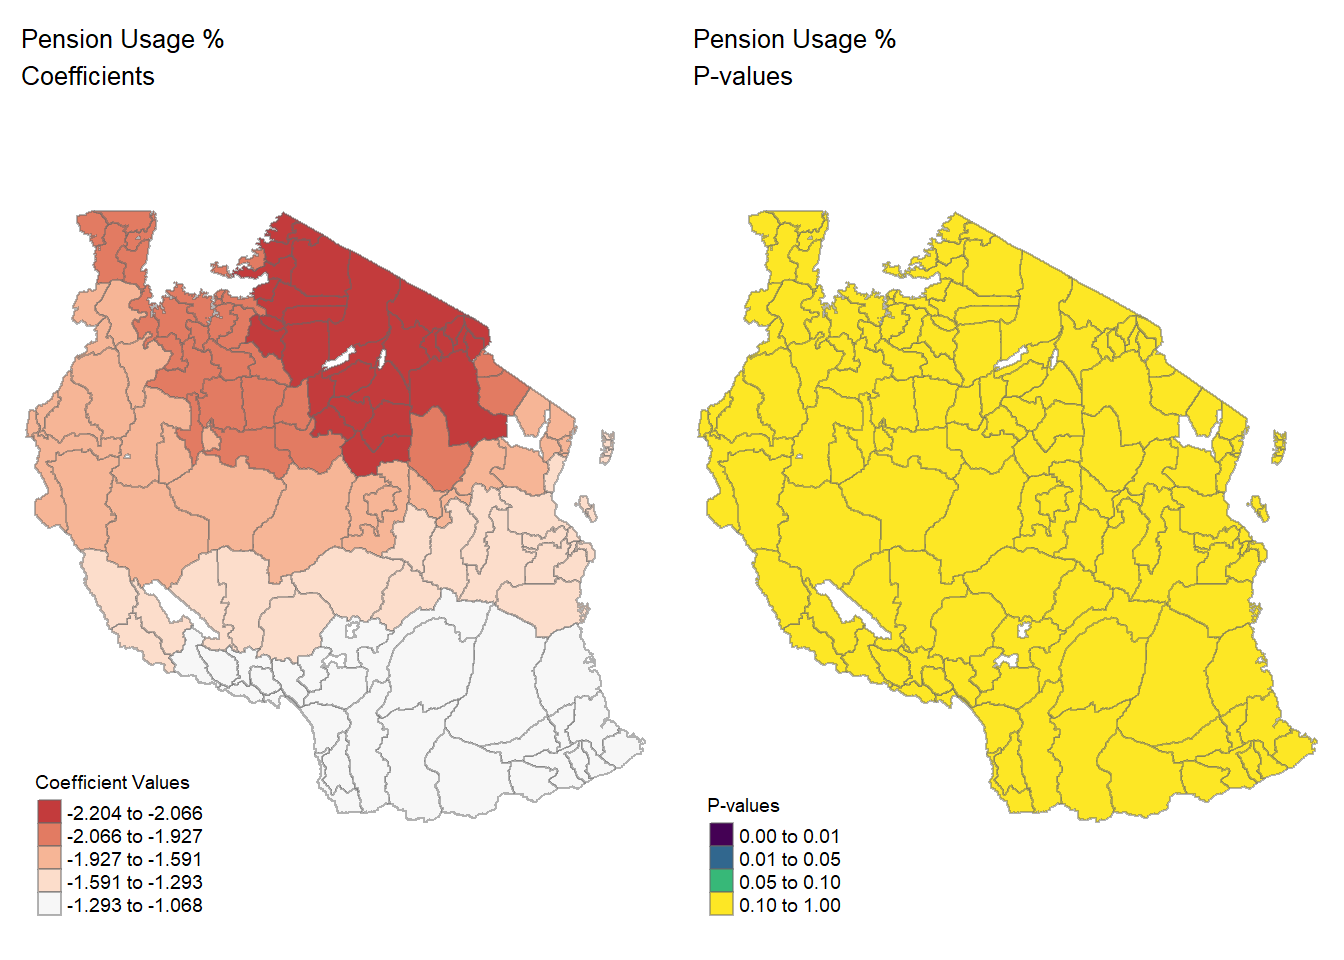 Pension Usage %
Coefficients
Pension Usage %
P-values
Coefficient Values
-2.204 to -2.066
-2.066 to -1.927
-1.927 to -1.591
-1.591 to -1.293
-1.293 to -1.068
P-values
0.00 to 0.01
0.01 to 0.05
0.05 to 0.10
0.10 to 1.00